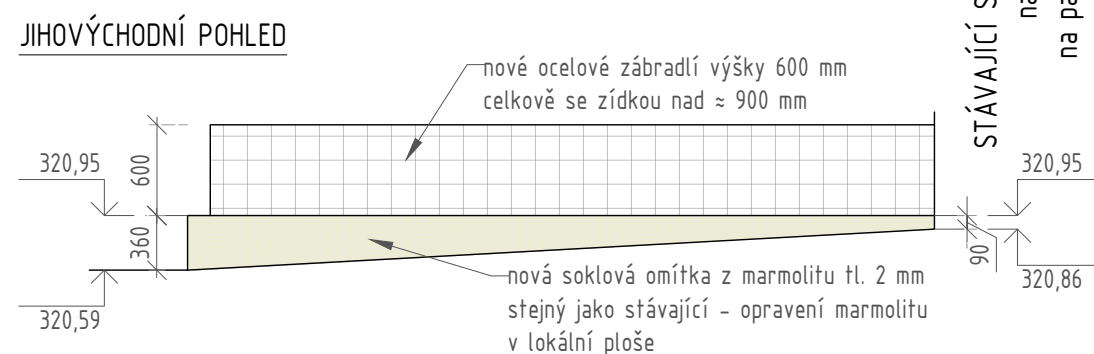 JIHOVÝCHODNÍ POHLED
nové ocelové zábradlí výšky 600 mm
celkově se zídkou nad ≈ 900 mm
320,95
600
360
320,59
nová soklová omítka z marmolitu tl. 2 mm
stejný jako stávající - opravení marmolitu
v lokální ploše
90
320,95
320,86
STÁVAJÍCÍ
na